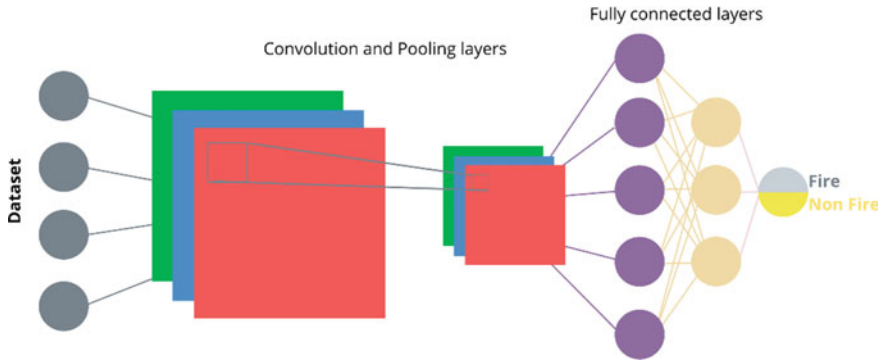 Fully connected layers
Convolution and Pooling layers
Dataset
Fire
Non Fire